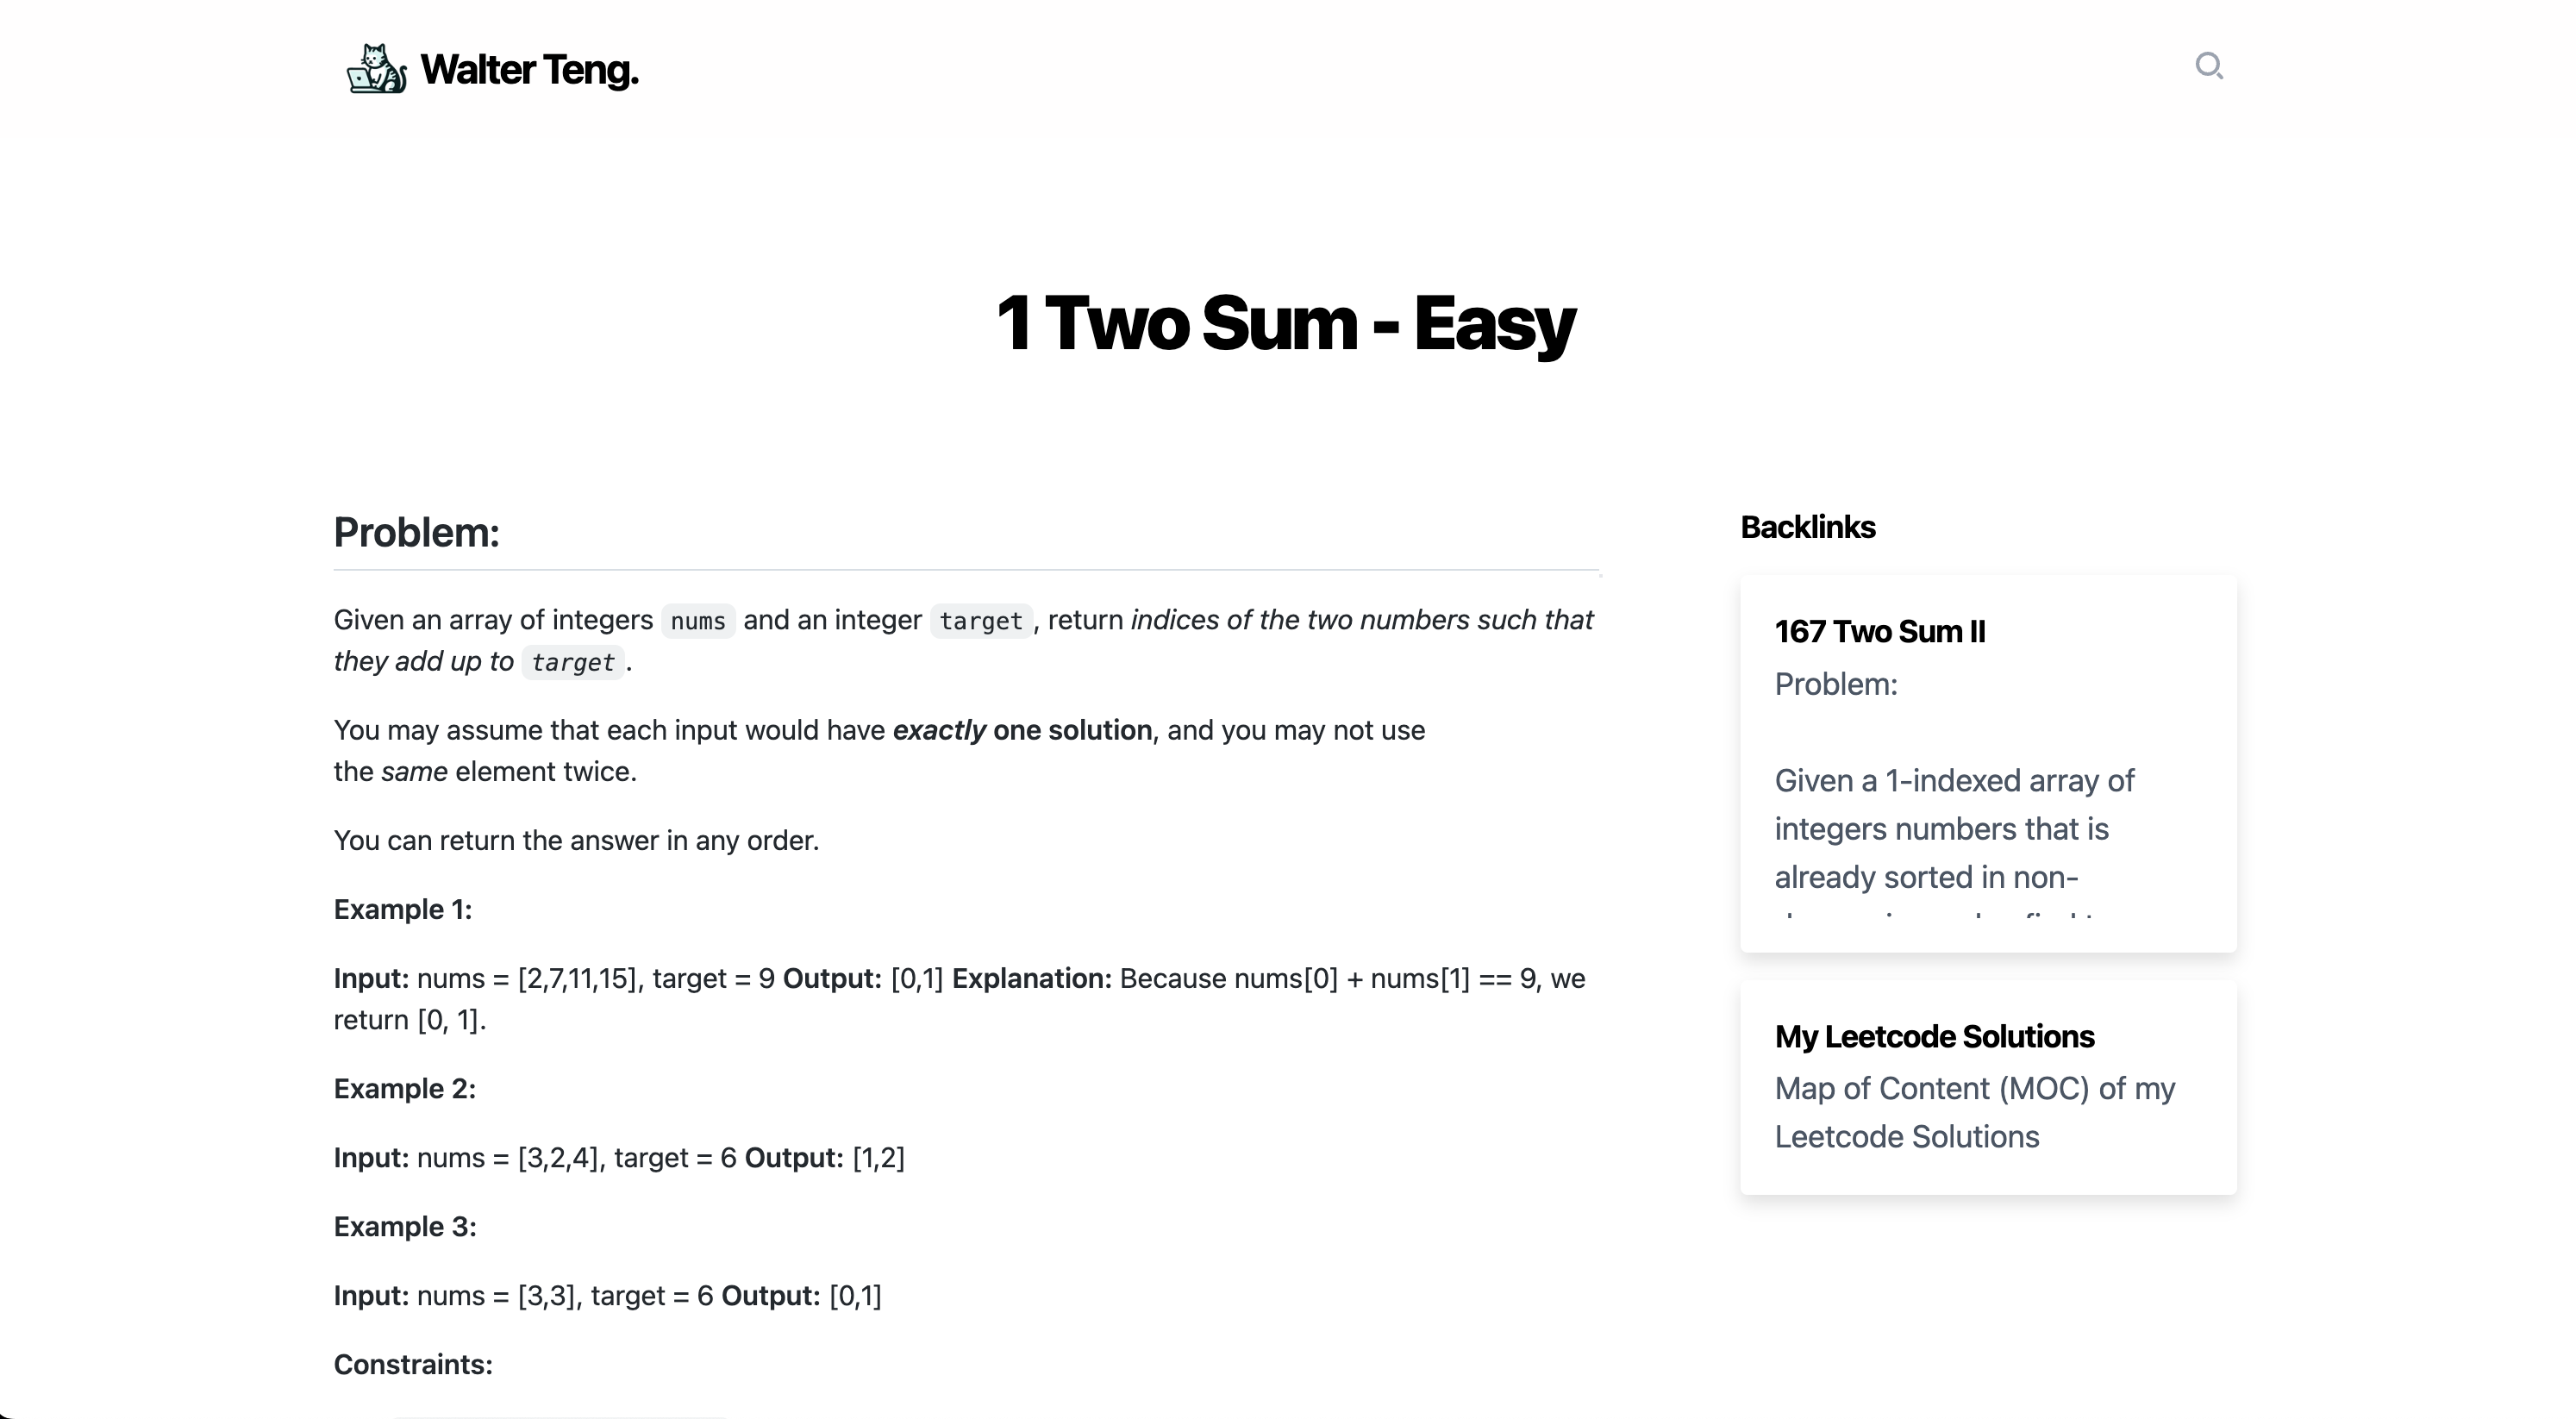 Walter Teng.
1 Two Sum - Easy
Problem:
Given an array of integers nums and an integer target, return indices of the two numbers such that
they add up to target.
You may assume that each input would have exactly one solution, and you may not use
the same element twice.
You can return the answer in any order.
Example 1:
Input: nums = [2,7,11,15], target = 9 Output: [0,1] Explanation: Because nums[0] + nums[1] == 9, we
return [0, 1].
Example 2:
Input: nums = [3,2,4], target = 6 Output: [1,2]
Example 3:
Input: nums = [3,3], target = 6 Output: [0,1]
Constraints:
Backlinks
167 Two Sum II
Problem:
Given a 1-indexed array of
integers numbers that is
already sorted in non-
My Leetcode Solutions
Map of Content (MOC) of my
Leetcode Solutions